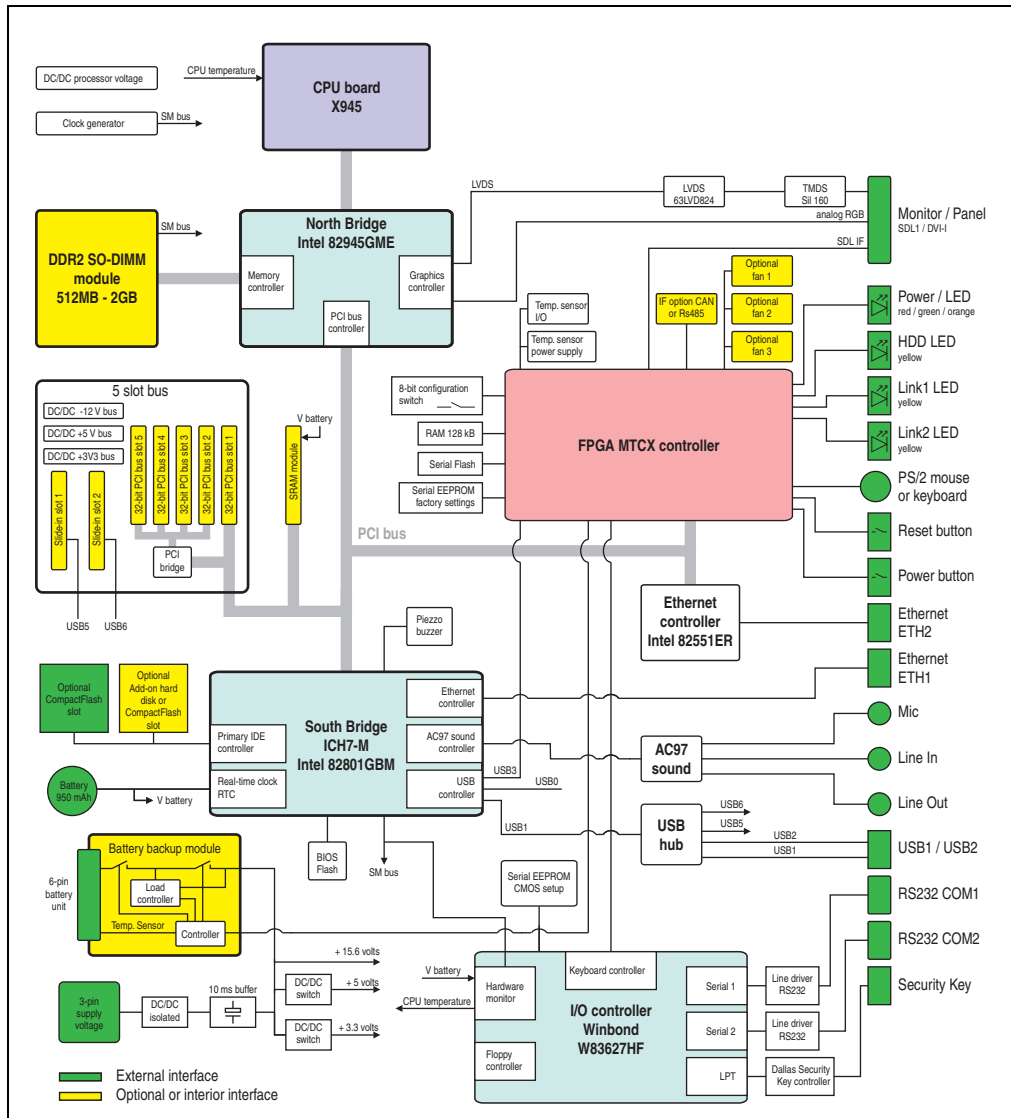 DC/DC processor voltage
CPU temperature
CPU board
X945
Clock generator
SM bus
LVDS
LVDS
63LVD824
TMDS
Sil 160
analog RGB
SDL IF
Monitor / Panel
SDL1 / DVI-I
DDR2 SO-DIMM
module
512MB - 2GB
SM bus
North Bridge
Intel 82945GME
Memory
controller
Graphics
controller
PCI bus
controller
Temp. sensor
I/O
Temp. sensor
power supply
IF option CAN
or Rs485
Optional
fan 1
Optional
fan 2
Optional
fan 3
Power / LED
red / green / orange
HDD LED
yellow
Link1 LED
yellow
Link2 LED
yellow
5 slot bus
DC/DC -12 V bus
DC/DC +5 V bus
DC/DC +3V3 bus
Slide-in slot 1
Slide-in slot 2
32-bit PCI bus slot 5
32-bit PCI bus slot 4
32-bit PCI bus slot 3
32-bit PCI bus slot 2
32-bit PCI bus slot 1
PCI
bridge
USB5
USB6
V battery
SRAM module
8-bit configuration
switch
RAM 128 kB
Serial Flash
Serial EEPROM
factory settings
FPGA MTCX controller
PCI bus
PS/2 mouse
or keyboard
Reset button
Power button
Ethernet
controller
Intel 82551ER
Ethernet
ETH2
Ethernet
ETH1
Piezzo
buzzer
Optional
CompactFlash
slot
Optional
Add-on hard
disk or
CompactFlash
slot
South Bridge
ICH7-M
Intel 82801GBM
Primary IDE
controller
Real-time clock
RTC
Ethernet
controller
AC97 sound
controller
USB
controller
USB3
USB0
USB1
Battery
950 mAh
V battery
AC97
sound
Mic
Line In
Line Out
USB
hub
USB6
USB5
USB2
USB1
USB1 / USB2
BIOS
Flash
SM bus
Battery backup module
6-pin
battery
unit
Load
controller
Temp. Sensor
Controller
Serial EEPROM
CMOS setup
RS232 COM1
RS232 COM2
Security Key
+ 15.6 volts
3-pin
supply
voltage
DC/DC
isolated
10 ms buffer
DC/DC
switch
+ 5 volts
DC/DC
switch
+ 3.3 volts
V battery
CPU temperature
Hardware
monitor
Keyboard controller
I/O controller
Winbond
W83627HF
Floppy
controller
Serial 1
Serial 2
LPT
Line driver
RS232
Line driver
RS232
Dallas Security
Key controller
External interface
Optional or interior interface